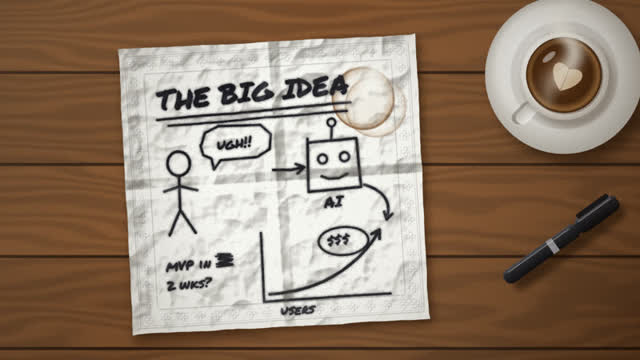 THE BIG IDEA
UGH!!
AI
$$$
MVP IN
2 WKS?
USERS